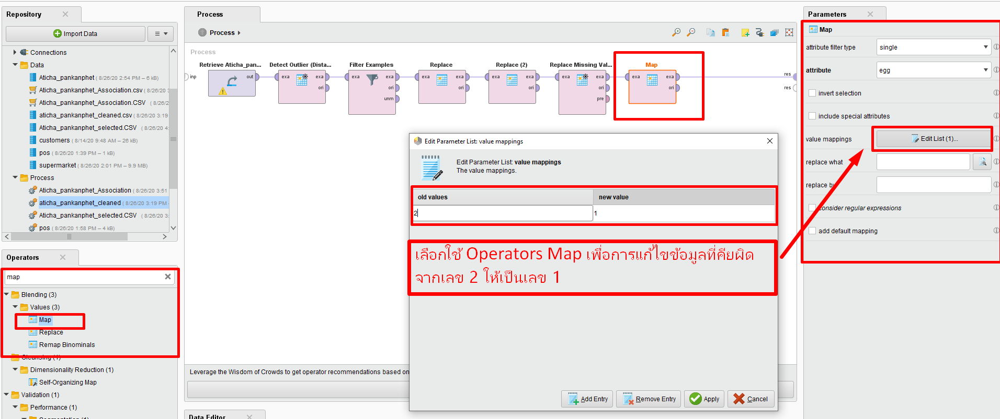 Repository
Import Data
Connections
Data
Aticha_pankanphet ( 8/26/20 2:54 PM – 6 kB)
Aticha_pankanphet_Association.csv ( 8/26/20 3:
Aticha_pankanphet_Association.CSV ( 8/26/2
aticha_pankanphet_cleaned.csv ( 8/26/20 3:19
Aticha_pankanphet_selected.CSV ( 8/26/20 4:
customers ( 8/14/20 9:48 AM – 26 kB)
pos ( 8/26/20 1:39 PM – 1 kB)
supermarket ( 8/26/20 2:01 PM – 9.9 MB)
Process
Aticha_pankanphet_Association ( 8/26/20 3:51
aticha_pankanphet_cleaned ( 8/26/20 3:19 PM –
Aticha_pankanphet_selected.CSV ( 8/26/20 3:
pos ( 8/26/20 1:58 PM – 4 kB)
Operators
map
Blending (3)
Values (3)
Map
Replace
Remap Binominals
Cleansing (1)
Dimensionality Reduction (1)
Self-Organizing Map
Validation (1)
Performance (1)
Segmentation (1)
Process
Process
Process
inp
Retrieve Aticha_pan...
out
Detect Outlier (Dista...
exa exa
ori
Filter Examples
exa exa
ori
unm
Replace
exa exa
ori
Replace (2)
exa exa
ori
Replace Missing Val...
exa exa
ori
pre
Map
exa exa
ori
res
res
Edit Parameter List: value mappings
Edit Parameter List: value mappings
The value mappings.
old values new value
2 1
เลือกใช้ Operators Map เพื่อการแก้ไขข้อมูลที่คียผิด
จากเลข 2 ให้เป็นเลข 1
Add Entry Remove Entry Apply Cancel
Leverage the Wisdom of Crowds to get operator recommendations based on
Data Editor
Parameters
Map
attribute filter type single
attribute egg
invert selection
include special attributes
value mappings Edit List (1)...
replace what
replace by
consider regular expressions
add default mapping